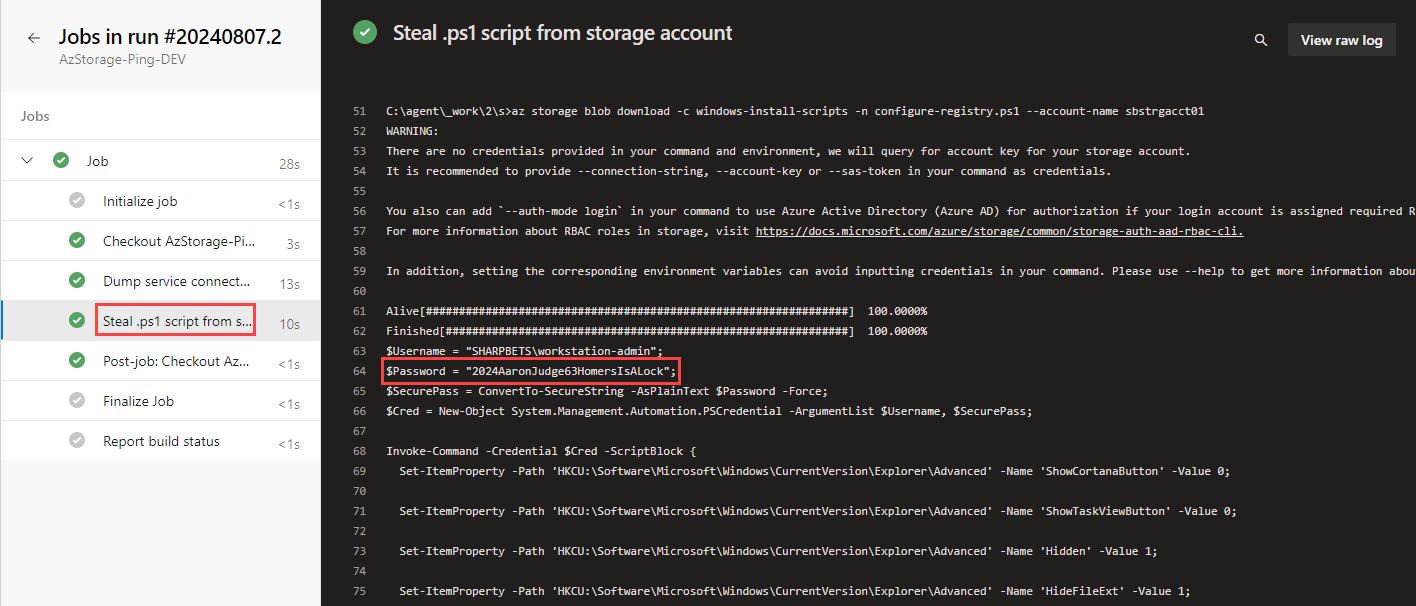 Jobs in run #20240807.2
AzStorage-Ping-DEV
Jobs
Job 28s
Initialize job <1s
Checkout AzStorage-Pi... 3s
Dump service connect... 13s
Steal .ps1 script from s... 10s
Post-job: Checkout Az... <1s
Finalize Job <1s
Report build status <1s
Steal .ps1 script from storage account
View raw log
51 C:\agent\_work\2\s>az storage blob download -c windows-install-scripts -n configure-registry.ps1 --account-name sbstrgacct01
52 WARNING:
53 There are no credentials provided in your command and environment, we will query for account key for your storage account.
54 It is recommended to provide --connection-string, --account-key or --sas-token in your command as credentials.
55
56 You also can add `--auth-mode login` in your command to use Azure Active Directory (Azure AD) for authorization if your login account is assigned required R
57 For more information about RBAC roles in storage, visit https://docs.microsoft.com/azure/storage/common/storage-auth-aad-rbac-cli.
58
59 In addition, setting the corresponding environment variables can avoid inputting credentials in your command. Please use --help to get more information abou
60
61 Alive[################################################################] 100.0000%
62 Finished[#############################################################] 100.0000%
63 $Username = "SHARPBETS\workstation-admin";
64 $Password = "2024AaronJudge63HomersIsALock";
65 $SecurePass = ConvertTo-SecureString -AsPlainText $Password -Force;
66 $Cred = New-Object System.Management.Automation.PSCredential -ArgumentList $Username, $SecurePass;
67
68 Invoke-Command -Credential $Cred -ScriptBlock {
69 Set-ItemProperty -Path 'HKCU:\Software\Microsoft\Windows\CurrentVersion\Explorer\Advanced' -Name 'ShowCortanaButton' -Value 0;
70
71 Set-ItemProperty -Path 'HKCU:\Software\Microsoft\Windows\CurrentVersion\Explorer\Advanced' -Name 'ShowTaskViewButton' -Value 0;
72
73 Set-ItemProperty -Path 'HKCU:\Software\Microsoft\Windows\CurrentVersion\Explorer\Advanced' -Name 'Hidden' -Value 1;
74
75 Set-ItemProperty -Path 'HKCU:\Software\Microsoft\Windows\CurrentVersion\Explorer\Advanced' -Name 'HideFileExt' -Value 1;